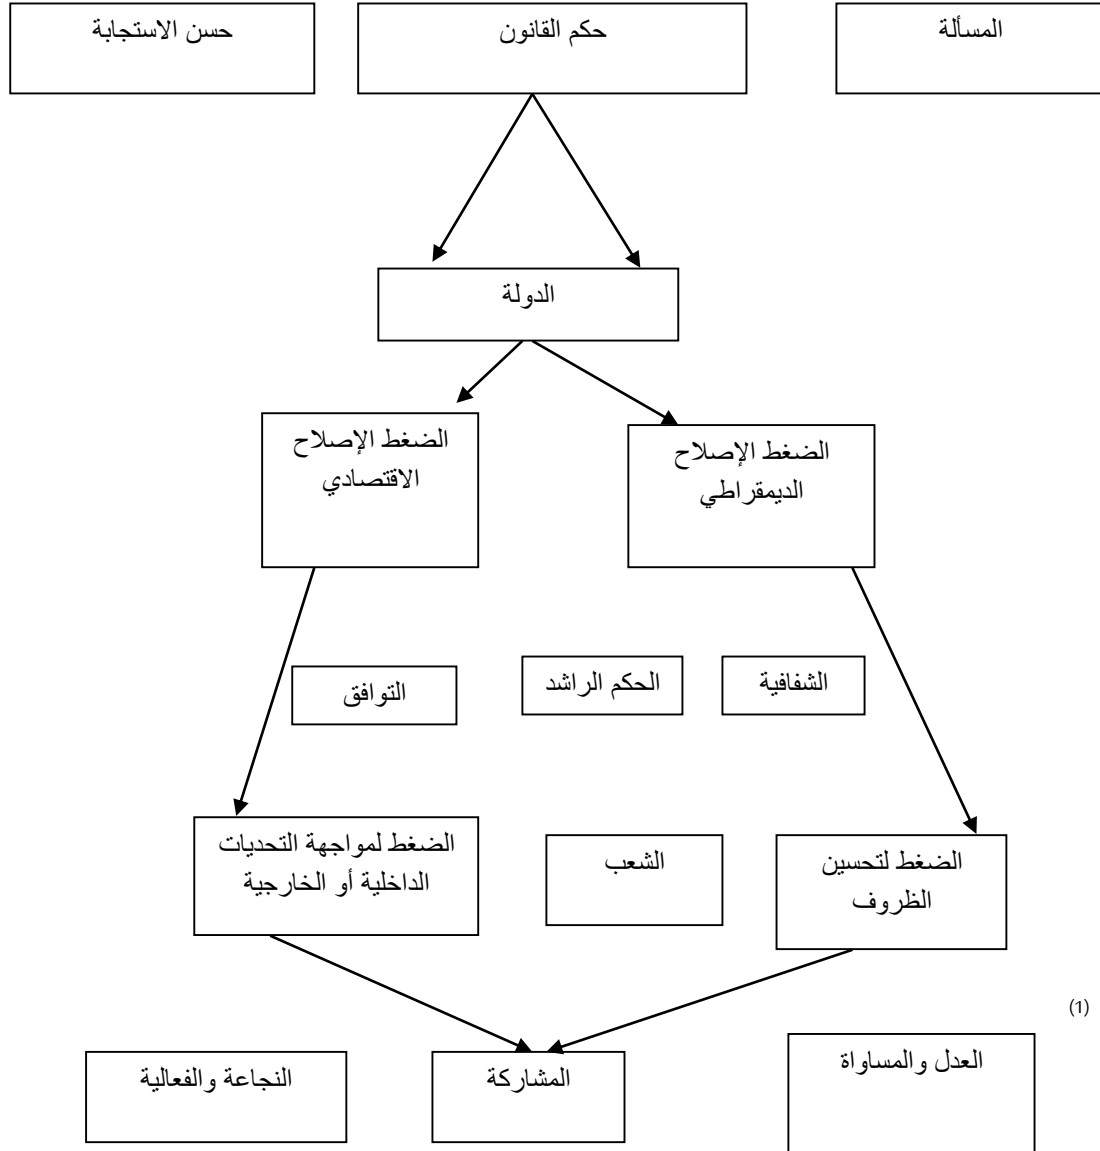 المسألة
حكم القانون
حسن الاستجابة
الدولة
الضغط الإصلاح
الديمقراطي
الضغط الإصلاح
الاقتصادي
الشفافية
الحكم الراشد
التوافق
الضغط لتحسين
الظروف
الشعب
الضغط لمواجهة التحديات
الداخلية أو الخارجية
(1)
العدل والمساواة
المشاركة
النجاعة والفعالية